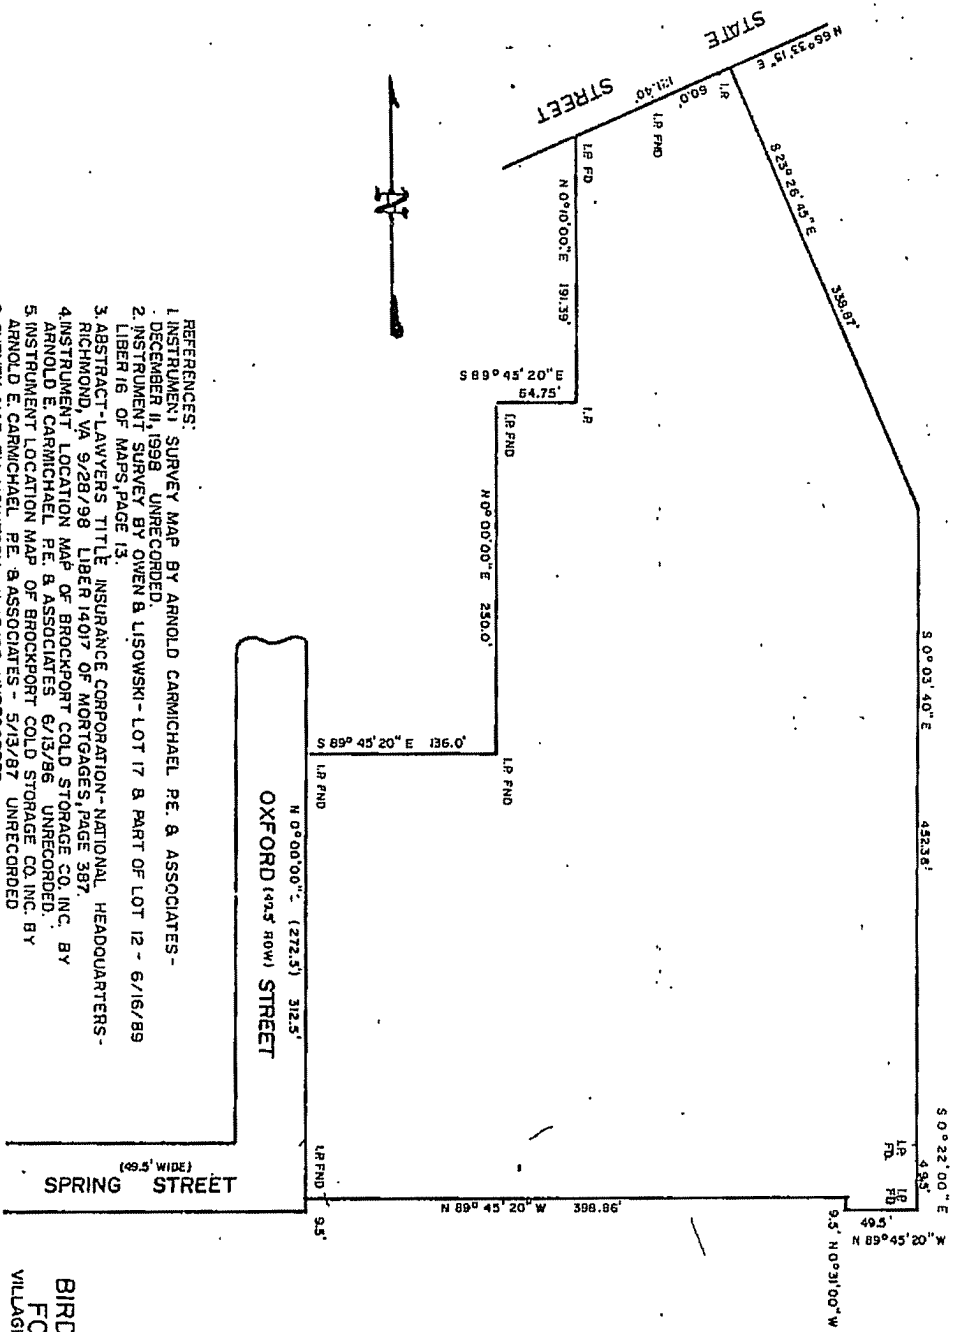 STATE STREET
N 66° 33' 15" E
60.0'
I.P.
I.P. FND
I.P. FD
S 23° 26' 45" E 338.87'
S 0° 03' 40" E 452.38'
S 0° 22' 00" E
I.P. FD.
I.P. FD
49.5'
N 89° 45' 20" W
9.5' N 0° 31' 00" W
N 89° 45' 20" W 398.86'
9.5'
N 0° 10' 00" E 191.39'
I.P.
S 89° 45' 20" E
64.75'
I.P. FND
N 0° 00' 00" E 250.0'
I.P. FND
S 89° 45' 20" E 136.0'
I.P. FND
N 0° 00' 00" (272.5') 312.5'
I.P. FND
OXFORD (49.5' ROW) STREET
(49.5' WIDE)
SPRING STREET
N
REFERENCES:
1. INSTRUMENT SURVEY MAP BY ARNOLD CARMICHAEL P.E. & ASSOCIATES-
DECEMBER 11, 1998 UNRECORDED.
2. INSTRUMENT SURVEY BY OWEN & LISOWSKI- LOT 17 & PART OF LOT 12 - 6/16/89
LIBER 16 OF MAPS, PAGE 13.
3. ABSTRACT-LAWYERS TITLE INSURANCE CORPORATION-NATIONAL HEADQUARTERS-
RICHMOND, VA 9/28/98 LIBER 14017 OF MORTGAGES, PAGE 387.
4. INSTRUMENT LOCATION MAP OF BROCKPORT COLD STORAGE CO. INC. BY
ARNOLD E. CARMICHAEL P.E. & ASSOCIATES 6/13/86 UNRECORDED.
5. INSTRUMENT LOCATION MAP OF BROCKPORT COLD STORAGE CO. INC. BY
ARNOLD E. CARMICHAEL P.E. & ASSOCIATES - 5/13/87 UNRECORDED
BIRD
FO
VILLAG